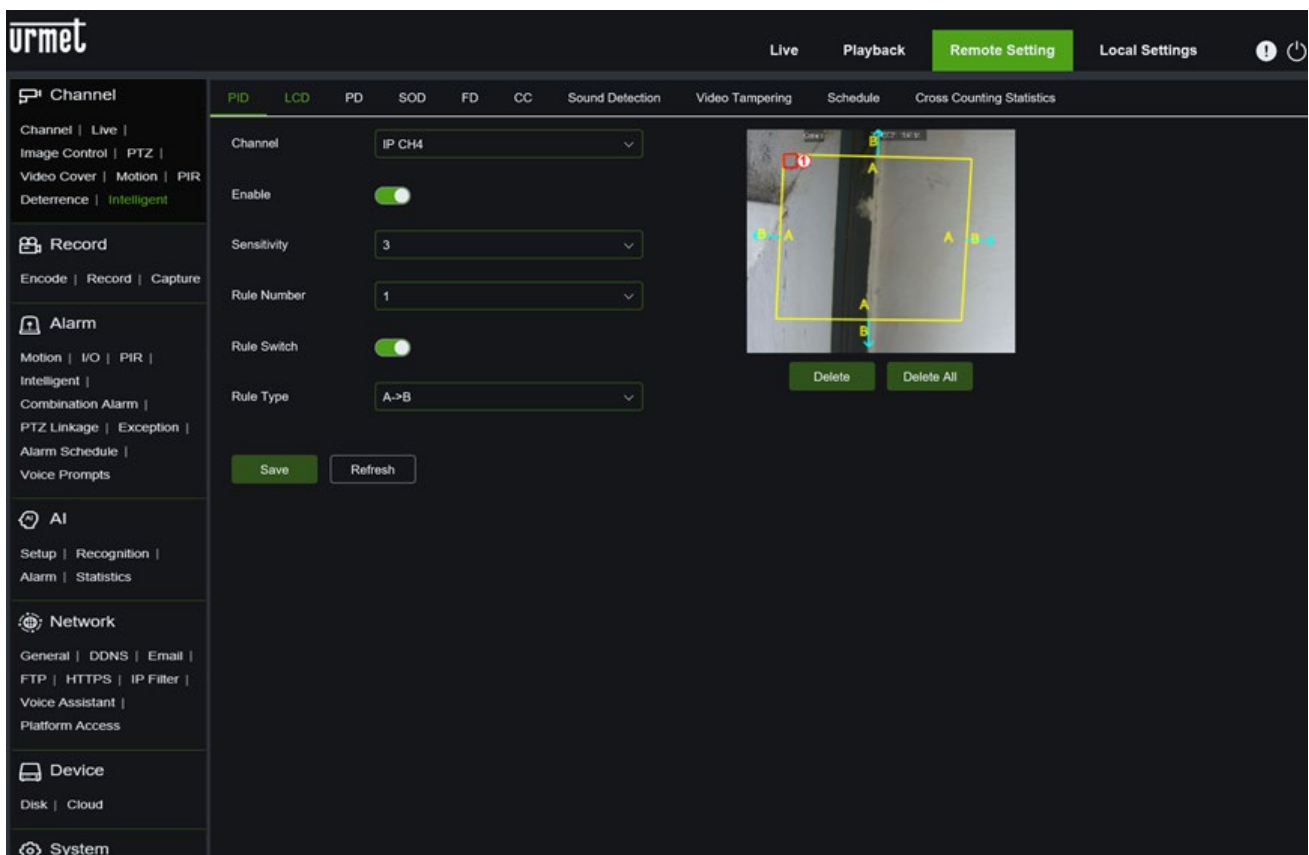 urmet
Live Playback Remote Setting Local Settings
Channel
Channel | Live |
Image Control | PTZ |
Video Cover | Motion | PIR
Deterrence | Intelligent
Record
Encode | Record | Capture
Alarm
Motion | I/O | PIR |
Intelligent |
Combination Alarm |
PTZ Linkage | Exception |
Alarm Schedule |
Voice Prompts
AI
Setup | Recognition |
Alarm | Statistics
Network
General | DDNS | Email |
FTP | HTTPS | IP Filter |
Voice Assistant |
Platform Access
Device
Disk | Cloud
System
PID LCD PD SOD FD CC Sound Detection Video Tampering Schedule Cross Counting Statistics
Channel IP CH4
Enable
Sensitivity 3
Rule Number 1
Rule Switch
Rule Type A->B
Save Refresh
B
1
A
B A A B
A
B
Delete Delete All